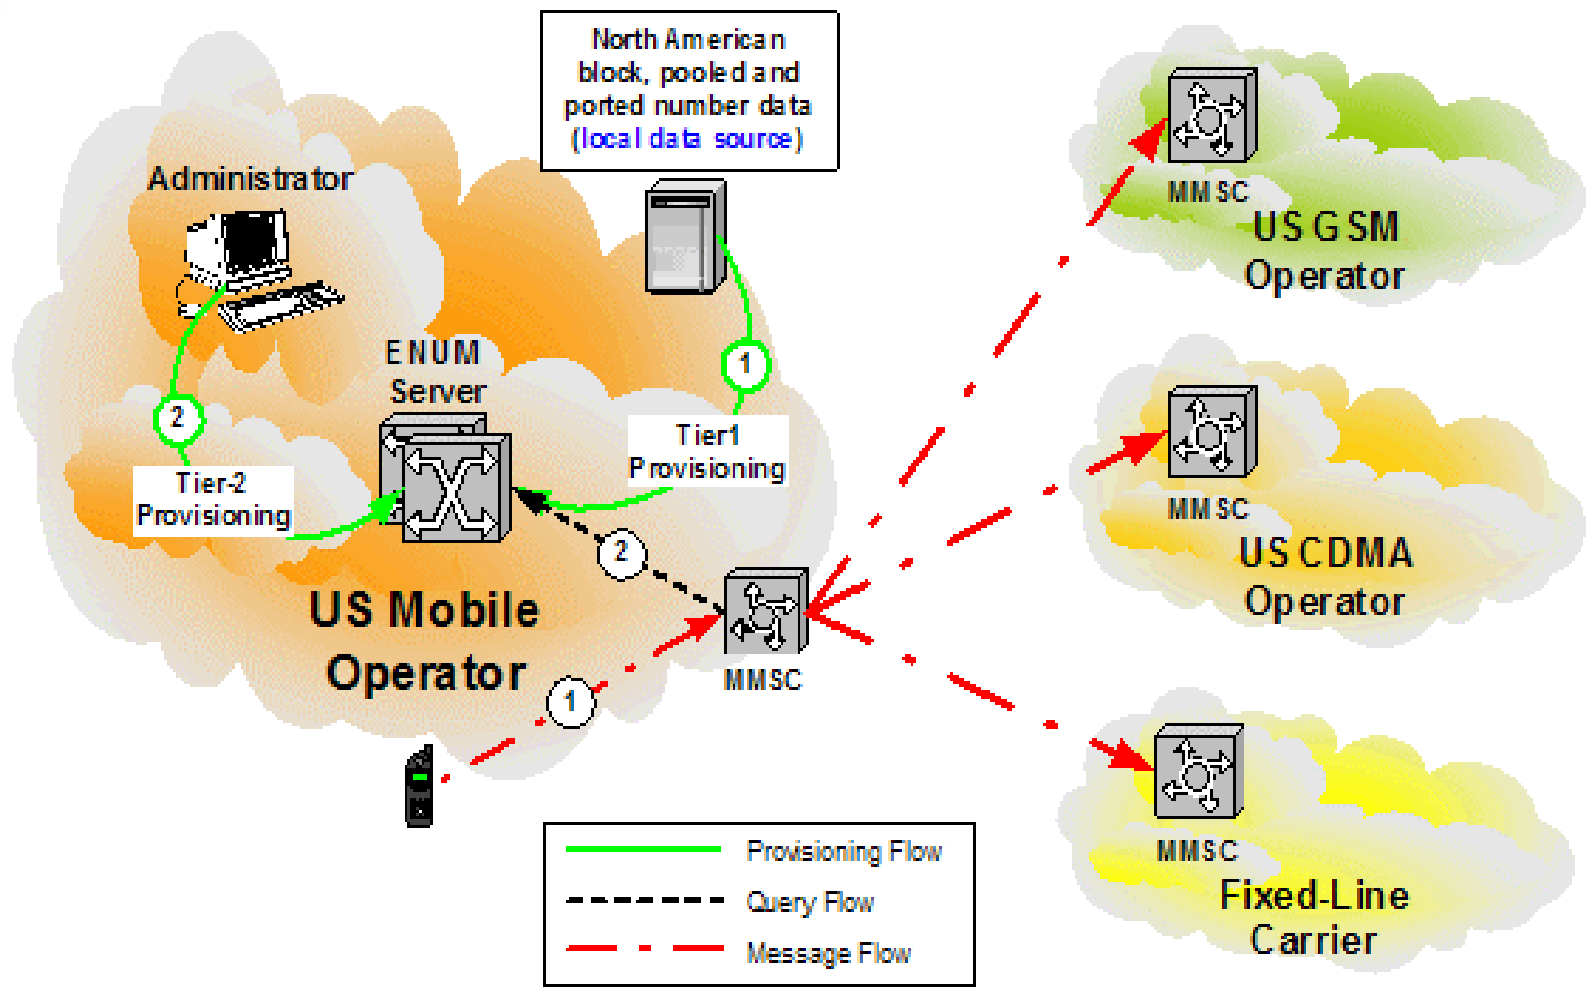 North American
block, pooled and
ported number data
(local data source)
Administrator
ENUM
Server
1
2
Tier1
Provisioning
Tier-2
Provisioning
2
US Mobile
Operator
1
MMSC
MMSC
US GSM
Operator
MMSC
US CDMA
Operator
MMSC
Fixed-Line
Carrier
Provisioning Flow
Query Flow
Message Flow